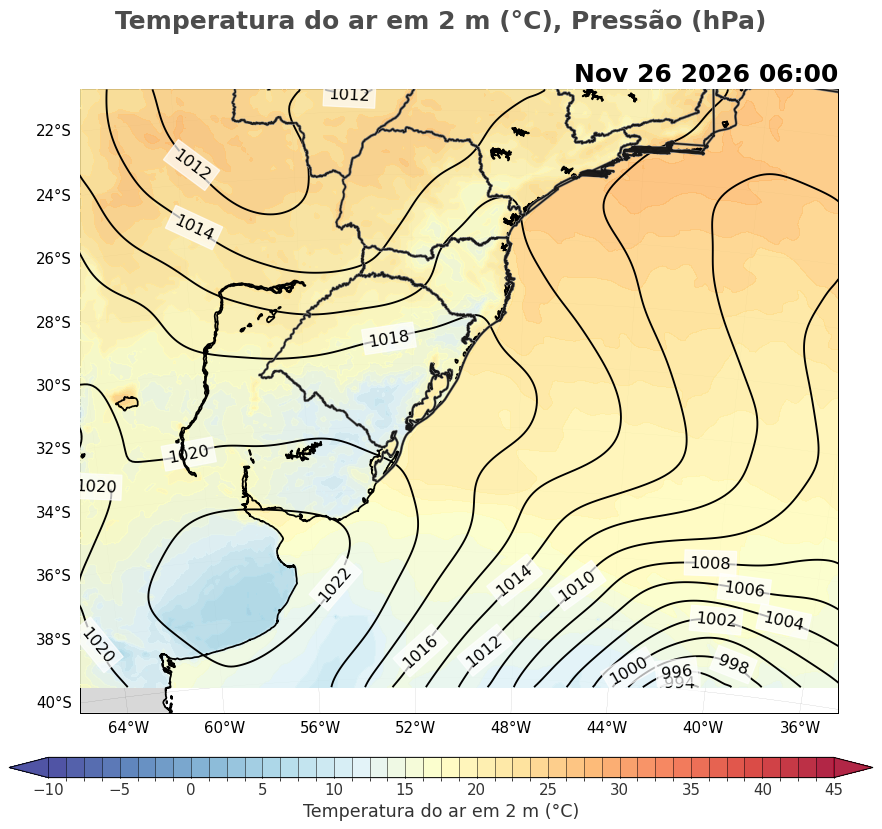 Temperatura do ar em 2 m (°C), Pressão (hPa)
Nov 26 2026 06:00
1012
22°S
1012
24°S
1014
26°S
28°S
1018
30°S
32°S
1020
1020
34°S
1008
36°S
1022
1014
1010
1006
1002
1004
38°S
1020
1016
1012
1000
996
998
994
40°S
64°W 60°W 56°W 52°W 48°W 44°W 40°W 36°W
−10 −5 0 5 10 15 20 25 30 35 40 45
Temperatura do ar em 2 m (°C)